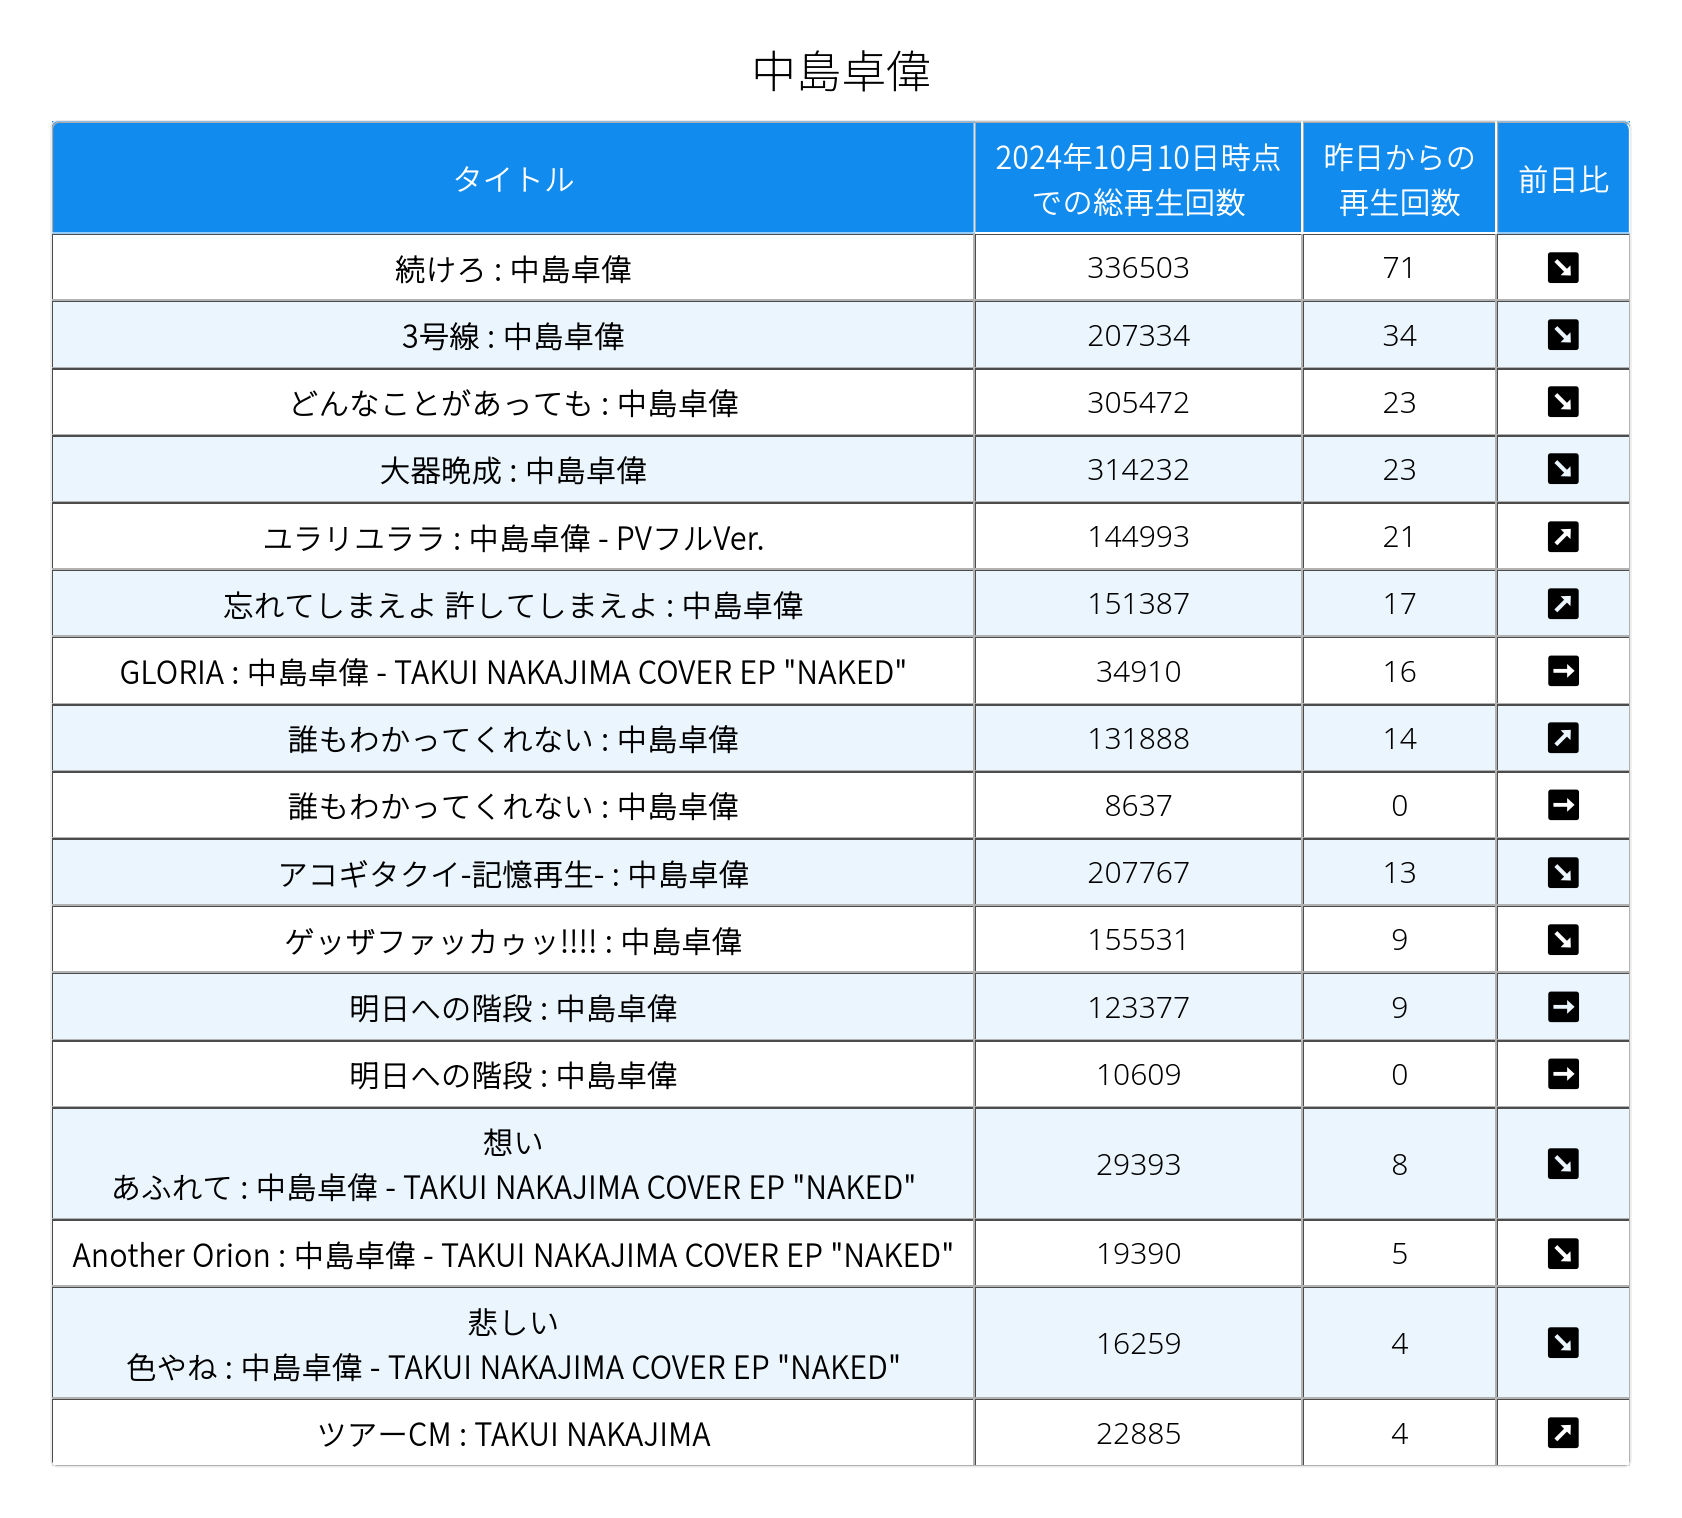 中島卓偉
タイトル
2024年10月10日時点
での総再生回数
昨日からの
再生回数
前日比
続けろ : 中島卓偉 336503 71 ↘
3号線 : 中島卓偉 207334 34 ↘
どんなことがあっても : 中島卓偉 305472 23 ↘
大器晩成 : 中島卓偉 314232 23 ↘
ユラリユララ : 中島卓偉 - PVフルVer. 144993 21 ↗
忘れてしまえよ 許してしまえよ : 中島卓偉 151387 17 ↗
GLORIA : 中島卓偉 - TAKUI NAKAJIMA COVER EP "NAKED" 34910 16 →
誰もわかってくれない : 中島卓偉 131888 14 ↗
誰もわかってくれない : 中島卓偉 8637 0 →
アコギタクイ-記憶再生- : 中島卓偉 207767 13 ↘
ゲッザファッカゥッ!!!! : 中島卓偉 155531 9 ↘
明日への階段 : 中島卓偉 123377 9 →
明日への階段 : 中島卓偉 10609 0 →
想い
あふれて : 中島卓偉 - TAKUI NAKAJIMA COVER EP "NAKED" 29393 8 ↘
Another Orion : 中島卓偉 - TAKUI NAKAJIMA COVER EP "NAKED" 19390 5 ↘
悲しい
色やね : 中島卓偉 - TAKUI NAKAJIMA COVER EP "NAKED" 16259 4 ↘
ツアーCM : TAKUI NAKAJIMA 22885 4 ↗